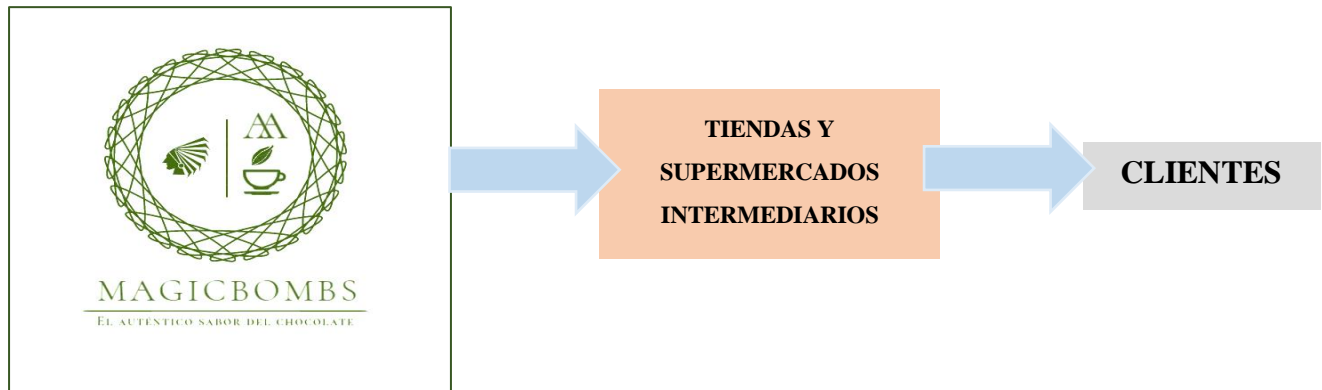 AA
MAGICBOMBS
EL AUTÉNTICO SABOR DEL CHOCOLATE
TIENDAS Y
SUPERMERCADOS
INTERMEDIARIOS
CLIENTES